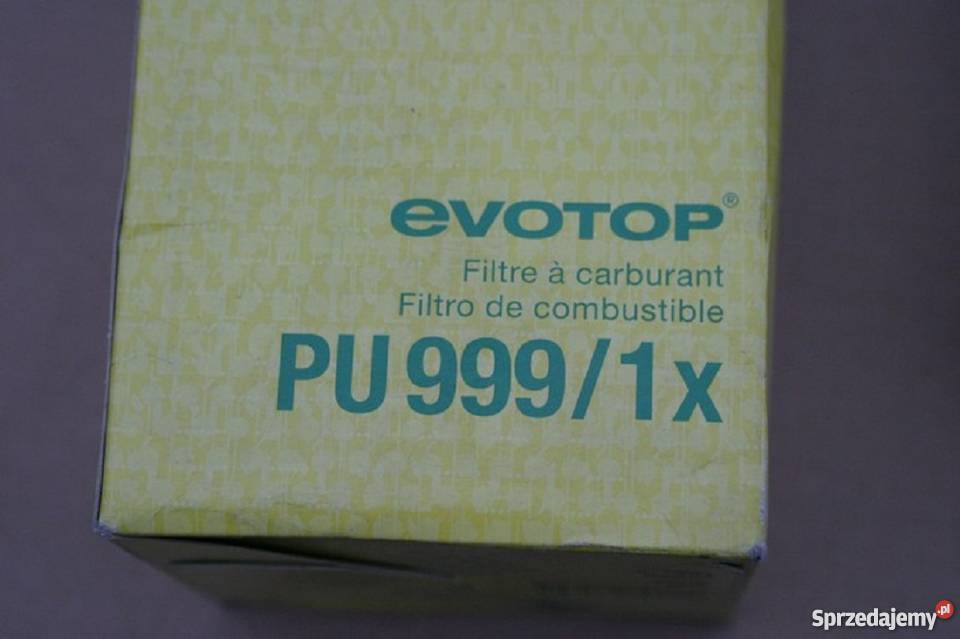 evoTOP®
Filtre à carburant
Filtro de combustible
PU 999/1x
Sprzedajemy.pl